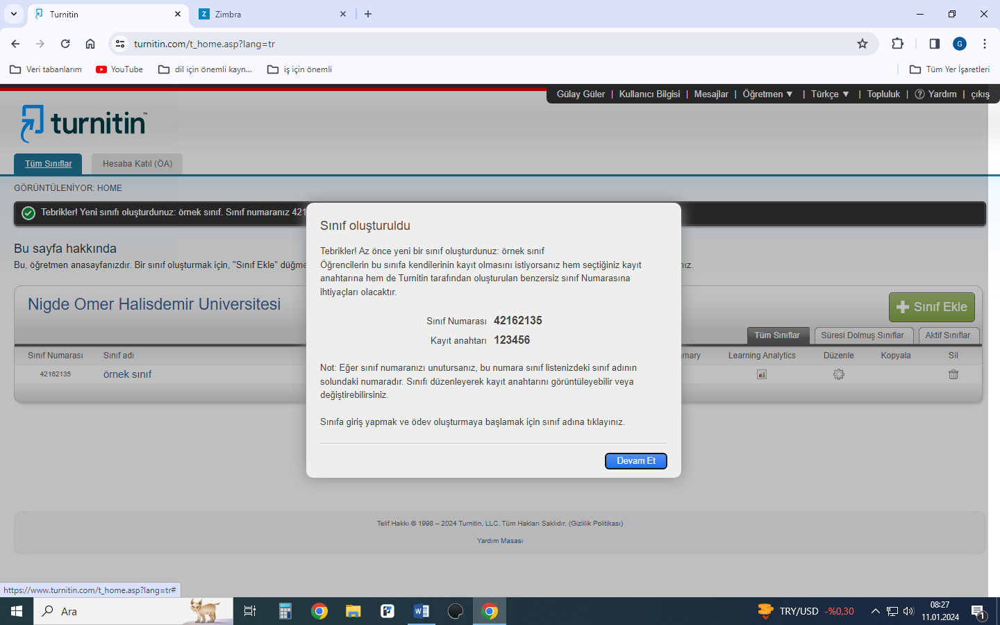 Turnitin
Zimbra
turnitin.com/t_home.asp?lang=tr
G
Veri tabanlarım
YouTube
dil için önemli kayn...
iş için önemli
Tüm Yer İşaretleri
Gülay Güler | Kullanıcı Bilgisi | Mesajlar | Öğretmen ▼ | Türkçe ▼ | Topluluk | ? Yardım | çıkış
turnitin™
Tüm Sınıflar
Hesaba Katıl (ÖA)
GÖRÜNTÜLENİYOR: HOME
Tebrikler! Yeni sınıfı oluşturdunuz: örnek sınıf. Sınıf numaranız 421
Bu sayfa hakkında
Bu, öğretmen anasayfanızdır. Bir sınıf oluşturmak için, "Sınıf Ekle" düğme
nız.
Nigde Omer Halisdemir Universitesi
Sınıf Ekle
Tüm Sınıflar
Süresi Dolmuş Sınıflar
Aktif Sınıflar
Sınıf Numarası
Sınıf adı
mary
Learning Analytics
Düzenle
Kopyala
Sil
42162135
örnek sınıf
Sınıf oluşturuldu
Tebrikler! Az önce yeni bir sınıf oluşturdunuz: örnek sınıf
Öğrencilerin bu sınıfa kendilerinin kayıt olmasını istiyorsanız hem seçtiğiniz kayıt
anahtarına hem de Turnitin tarafından oluşturulan benzersiz sınıf Numarasına
ihtiyaçları olacaktır.
Sınıf Numarası 42162135
Kayıt anahtarı 123456
Not: Eğer sınıf numaranızı unutursanız, bu numara sınıf listenizdeki sınıf adının
solundaki numaradır. Sınıfı düzenleyerek kayıt anahtarını görüntüleyebilir veya
değiştirebilirsiniz.
Sınıfa giriş yapmak ve ödev oluşturmaya başlamak için sınıf adına tıklayınız.
Devam Et
Telif Hakkı © 1998 – 2024 Turnitin, LLC. Tüm Hakları Saklıdır. (Gizlilik Politikası)
Yardım Masası
https://www.turnitin.com/t_home.asp?lang=tr#
Ara
TRY/USD -%0,30
08:27
11.01.2024
1